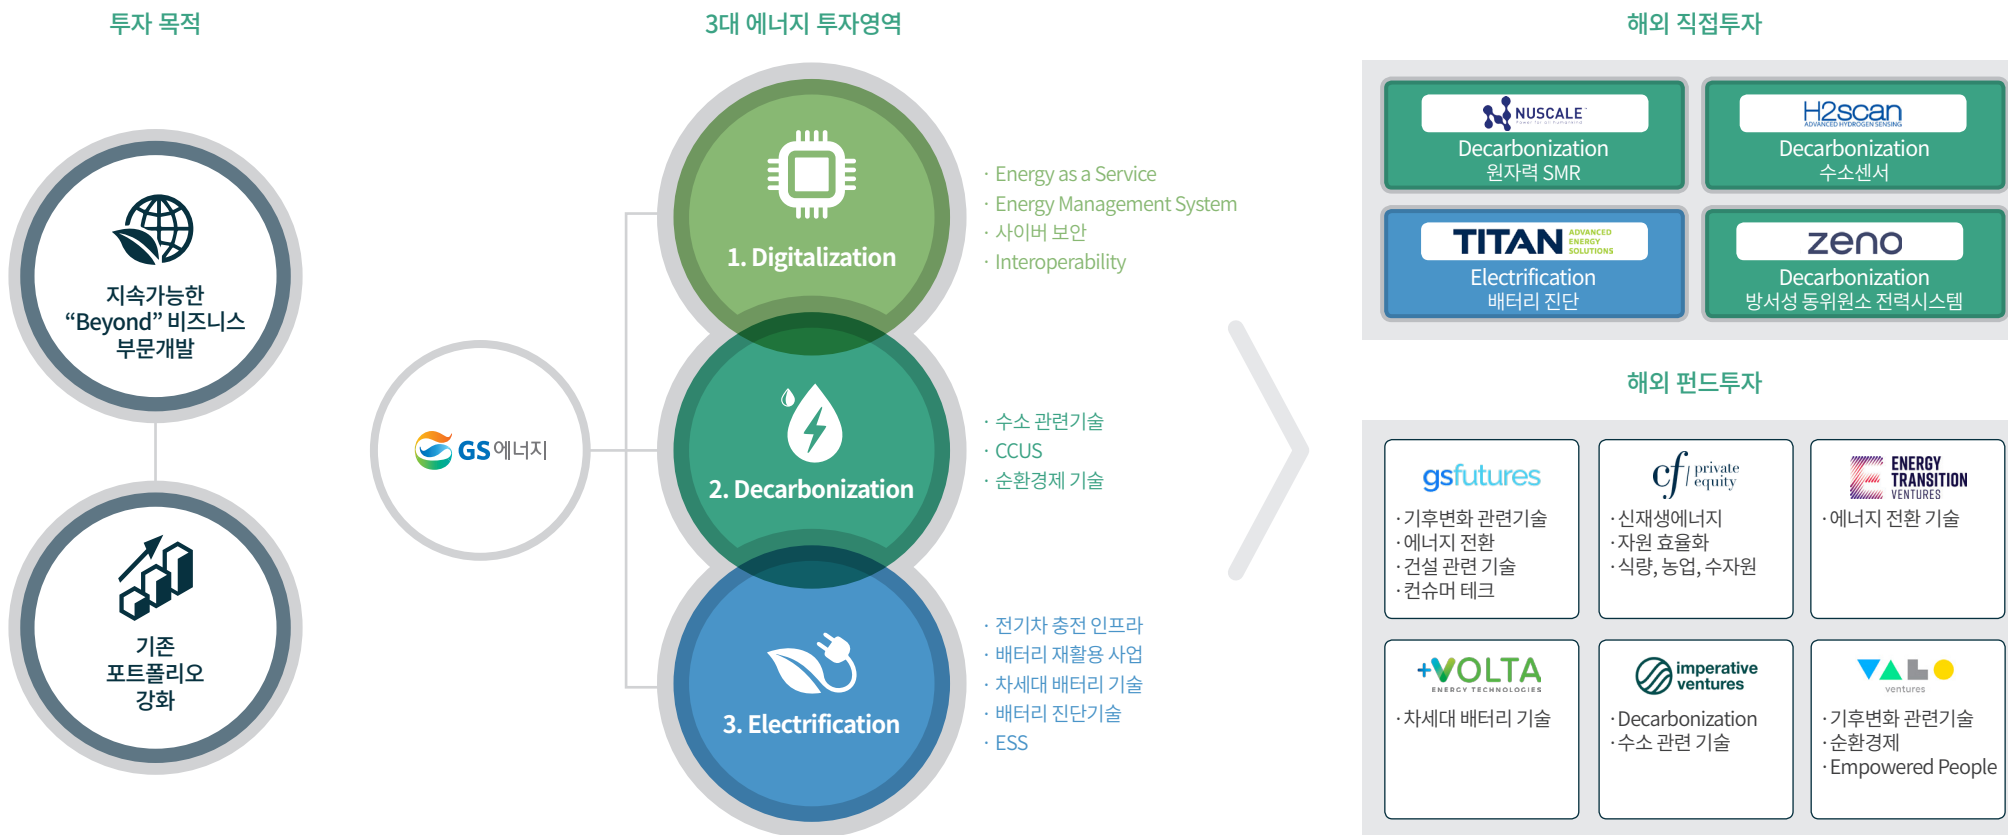 투자 목적
지속가능한
“Beyond” 비즈니스
부문개발
기존
포트폴리오
강화
3대 에너지 투자영역
GS에너지
1. Digitalization
· Energy as a Service
· Energy Management System
· 사이버 보안
· Interoperability
2. Decarbonization
· 수소 관련기술
· CCUS
· 순환경제 기술
3. Electrification
· 전기차 충전 인프라
· 배터리 재활용 사업
· 차세대 배터리 기술
· 배터리 진단기술
· ESS
해외 직접투자
NUSCALE
Power for all humankind
Decarbonization
원자력 SMR
H2scan
ADVANCED HYDROGEN SENSING
Decarbonization
수소센서
TITAN ADVANCED ENERGY SOLUTIONS
Electrification
배터리 진단
zeno
Decarbonization
방서성 동위원소 전력시스템
해외 펀드투자
gsfutures
· 기후변화 관련기술
· 에너지 전환
· 건설 관련 기술
· 컨슈머 테크
cf private equity
· 신재생에너지
· 자원 효율화
· 식량, 농업, 수자원
ENERGY
TRANSITION
VENTURES
· 에너지 전환 기술
+VOLTA
ENERGY TECHNOLOGIES
· 차세대 배터리 기술
imperative
ventures
· Decarbonization
· 수소 관련 기술
VALO
ventures
· 기후변화 관련기술
· 순환경제
· Empowered People